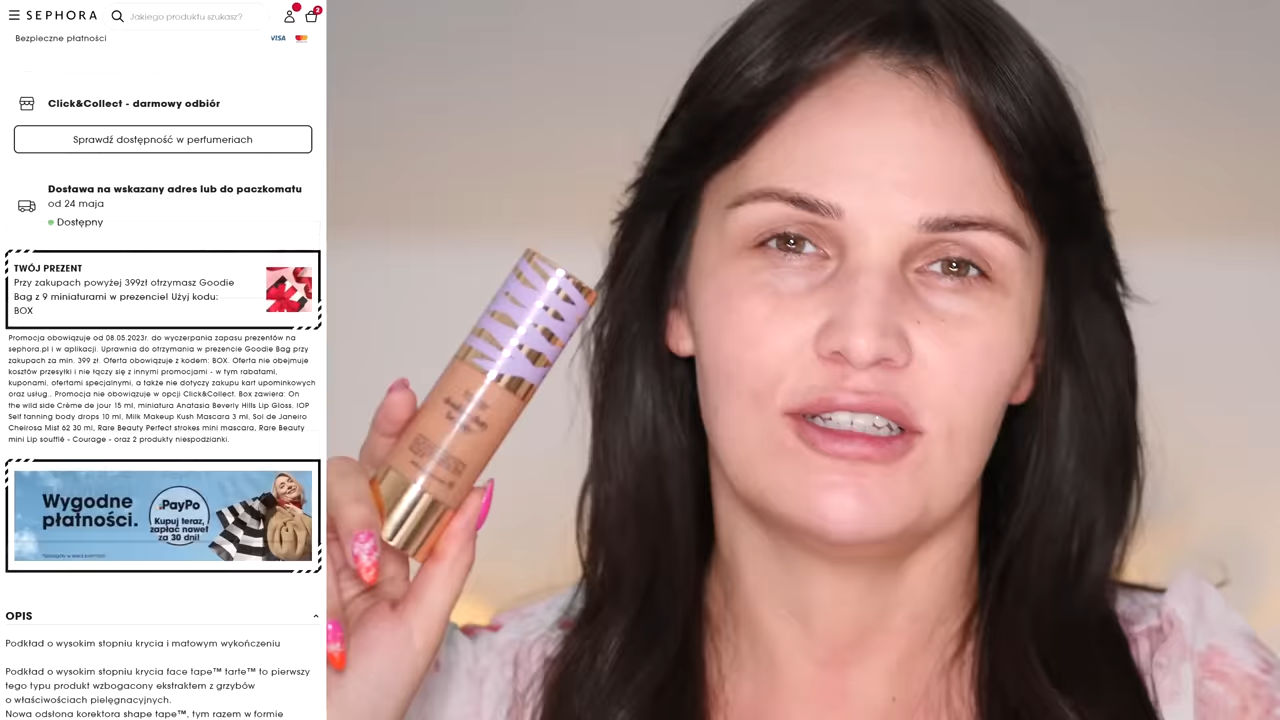 SEPHORA
Jakiego produktu szukasz?
2
Bezpieczne płatności
VISA
Click&Collect - darmowy odbiór
Sprawdź dostępność w perfumeriach
Dostawa na wskazany adres lub do paczkomatu
od 24 maja
Dostępny
TWÓJ PREZENT
Przy zakupach powyżej 399zł otrzymasz Goodie
Bag z 9 miniaturami w prezencie! Użyj kodu:
BOX
Promocja obowiązuje od 08.05.2023r. do wyczerpania zapasu prezentów na
sephora.pl i w aplikacji. Uprawnia do otrzymania w prezencie Goodie Bag przy
zakupach za min. 399 zł. Oferta obowiązuje z kodem: BOX. Oferta nie obejmuje
kosztów przesyłki i nie łączy się z innymi promocjami - w tym rabatami,
kuponami, ofertami specjalnymi, a także nie dotyczy zakupu kart upominkowych
oraz usług.. Promocja nie obowiązuje w opcji Click&Collect. Box zawiera: On
the wild side Crème de jour 15 ml, miniatura Anatasia Beverly Hills Lip Gloss, IOP
Self tanning body drops 10 ml, Milk Makeup Kush Mascara 3 ml, Sol de Janeiro
Cheirosa Mist 62 30 ml, Rare Beauty Perfect strokes mini mascara, Rare Beauty
mini Lip soufflé - Courage - oraz 2 produkty niespodzianki.
Wygodne
płatności.
PayPo
Kupuj teraz,
zapłać nawet
za 30 dni!
OPIS
Podkład o wysokim stopniu krycia i matowym wykończeniu
Podkład o wysokim stopniu krycia face tape™ tarte™ to pierwszy
tego typu produkt wzbogacony ekstraktem z grzybów
o właściwościach pielęgnacyjnych.
Nowa odsłona korektora shape tape™, tym razem w formie